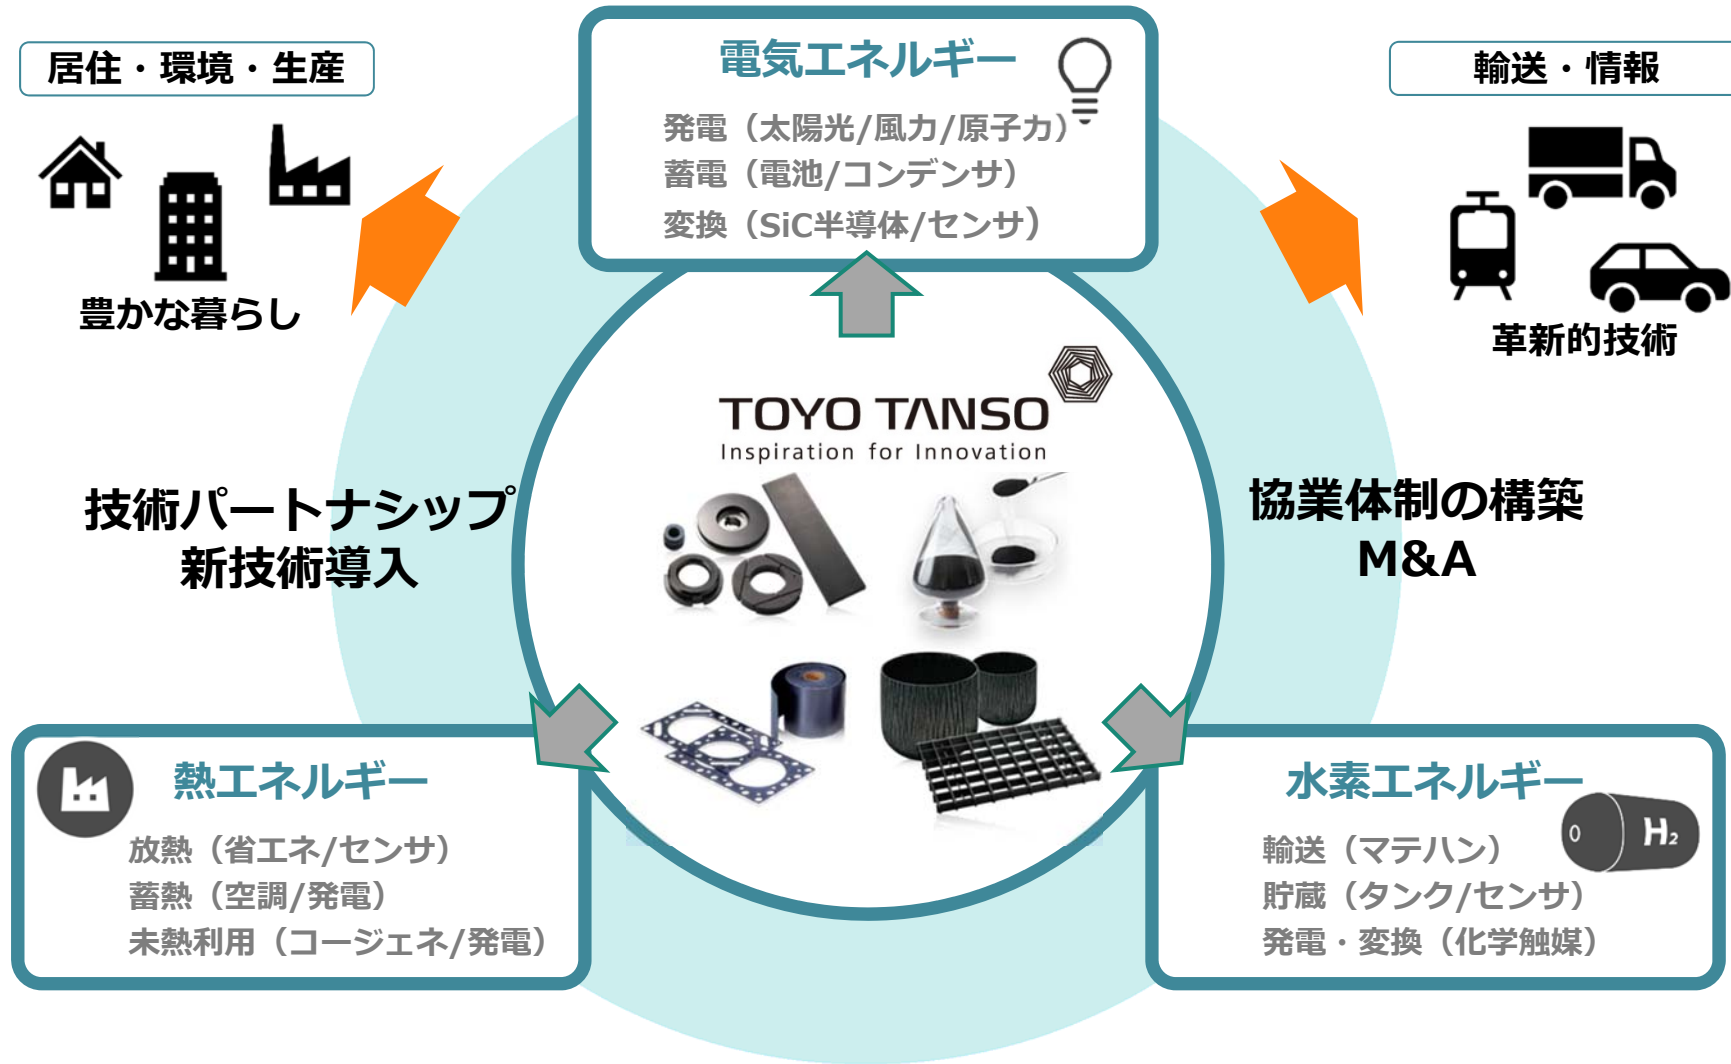 居住・環境・生産
豊かな暮らし
電気エネルギー
発電（太陽光/風力/原子力）
蓄電（電池/コンデンサ）
変換（SiC半導体/センサ）
輸送・情報
革新的技術
TOYO TANSO
Inspiration for Innovation
技術パートナシップ
新技術導入
協業体制の構築
M&A
熱エネルギー
放熱（省エネ/センサ）
蓄熱（空調/発電）
未熱利用（コージェネ/発電）
水素エネルギー
H2
輸送（マテハン）
貯蔵（タンク/センサ）
発電・変換（化学触媒）